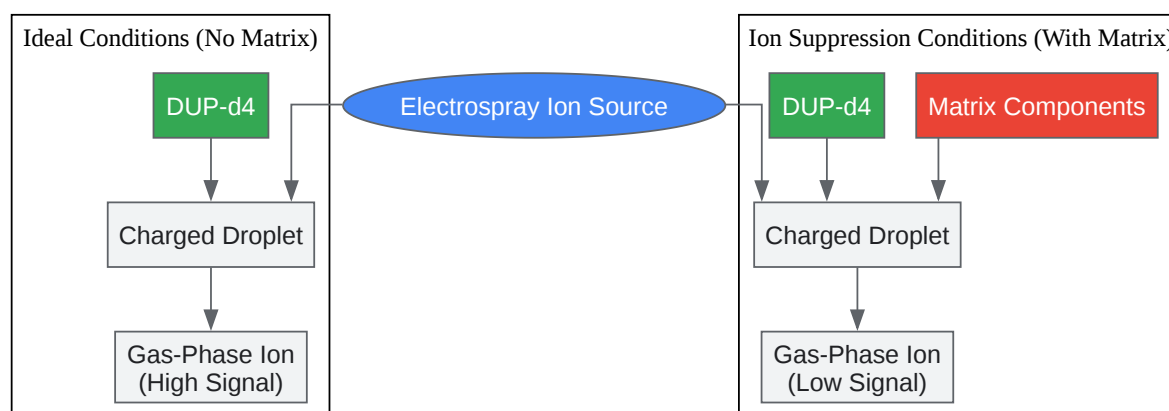 Ideal Conditions (No Matrix)
DUP-d4
Charged Droplet
Gas-Phase Ion
(High Signal)
Electrospray Ion Source
Ion Suppression Conditions (With Matrix)
DUP-d4
Matrix Components
Charged Droplet
Gas-Phase Ion
(Low Signal)